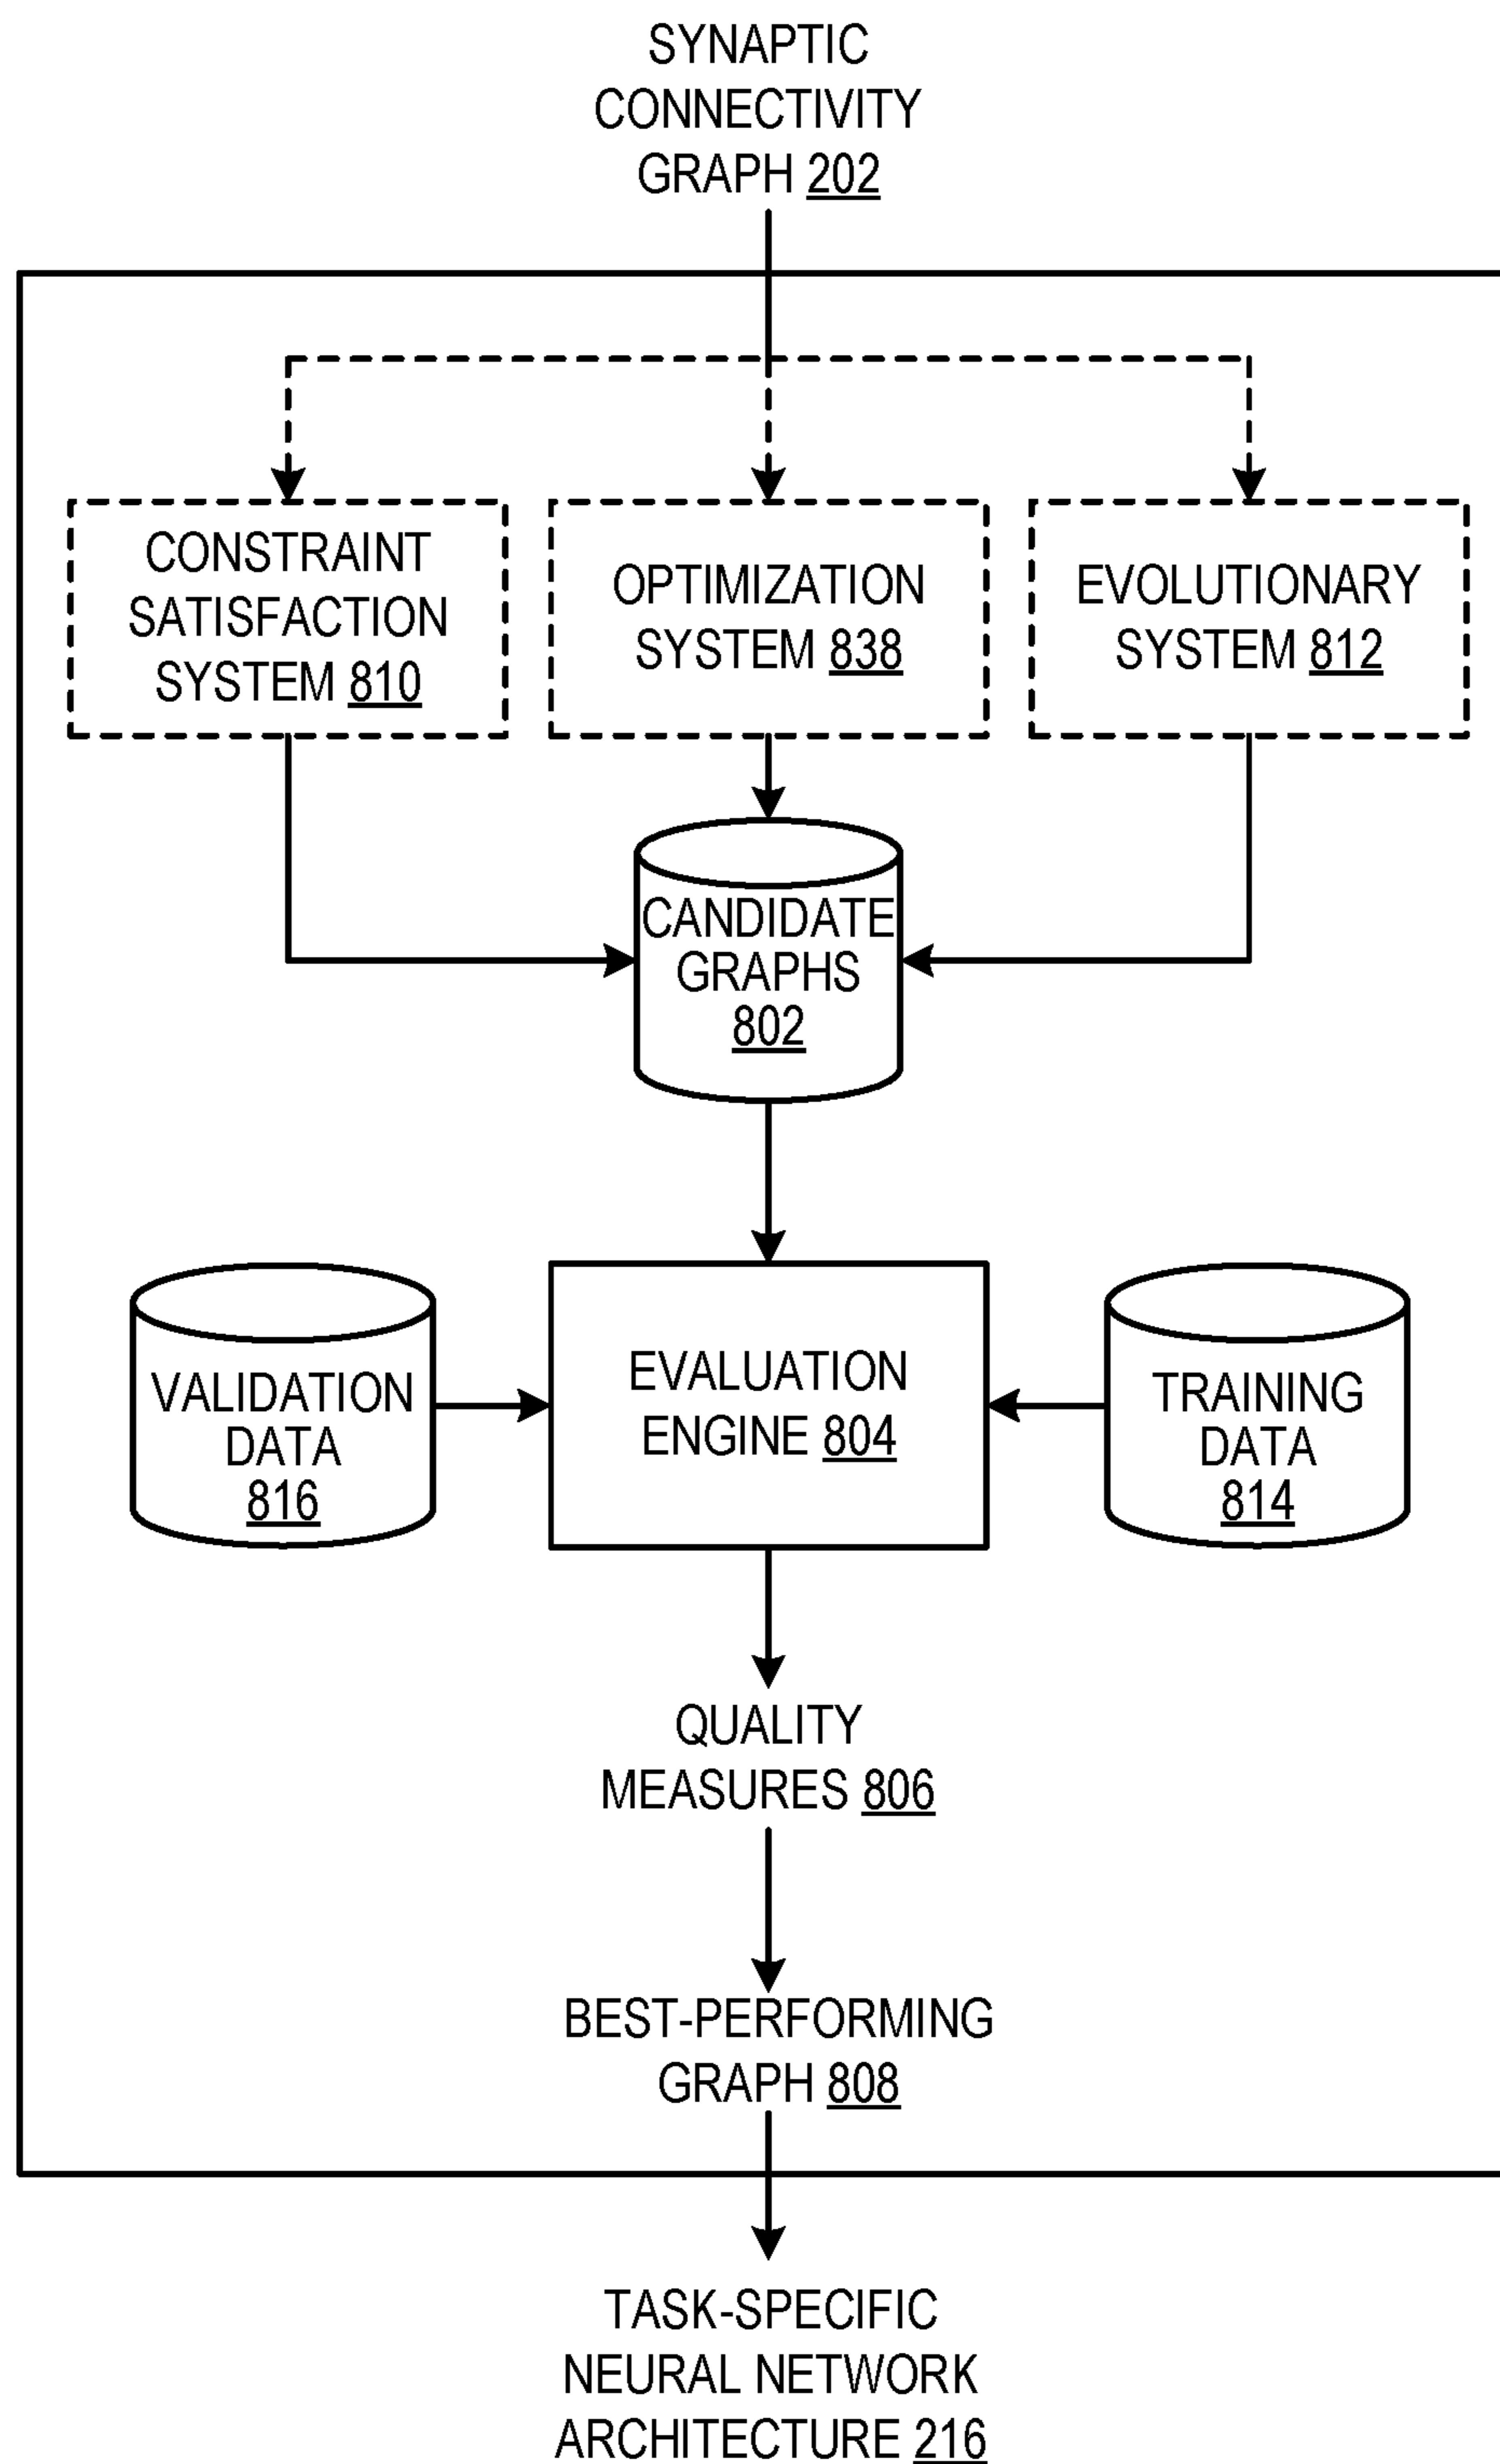 SYNAPTIC
CONNECTIVITY
GRAPH 202
CONSTRAINT
SATISFACTION
SYSTEM 810
OPTIMIZATION
SYSTEM 838
EVOLUTIONARY
SYSTEM 812
CANDIDATE
GRAPHS
802
VALIDATION
DATA
816
EVALUATION
ENGINE 804
TRAINING
DATA
814
QUALITY
MEASURES 806
BEST-PERFORMING
GRAPH 808
TASK-SPECIFIC
NEURAL NETWORK
ARCHITECTURE 216